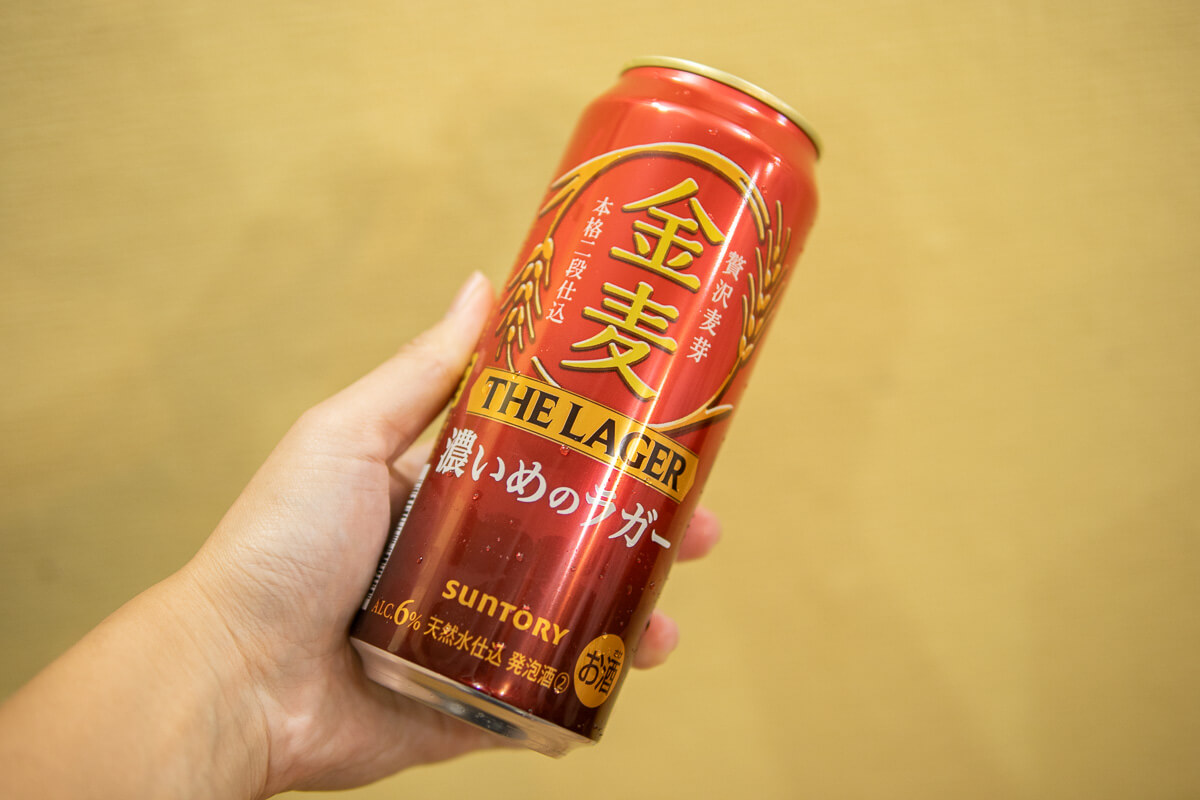 贅沢麦芽
金麦
本格二段仕込
THE LAGER
濃いめのラガー
SUNTORY
ALC.6% 天然水仕込 発泡酒②
お酒